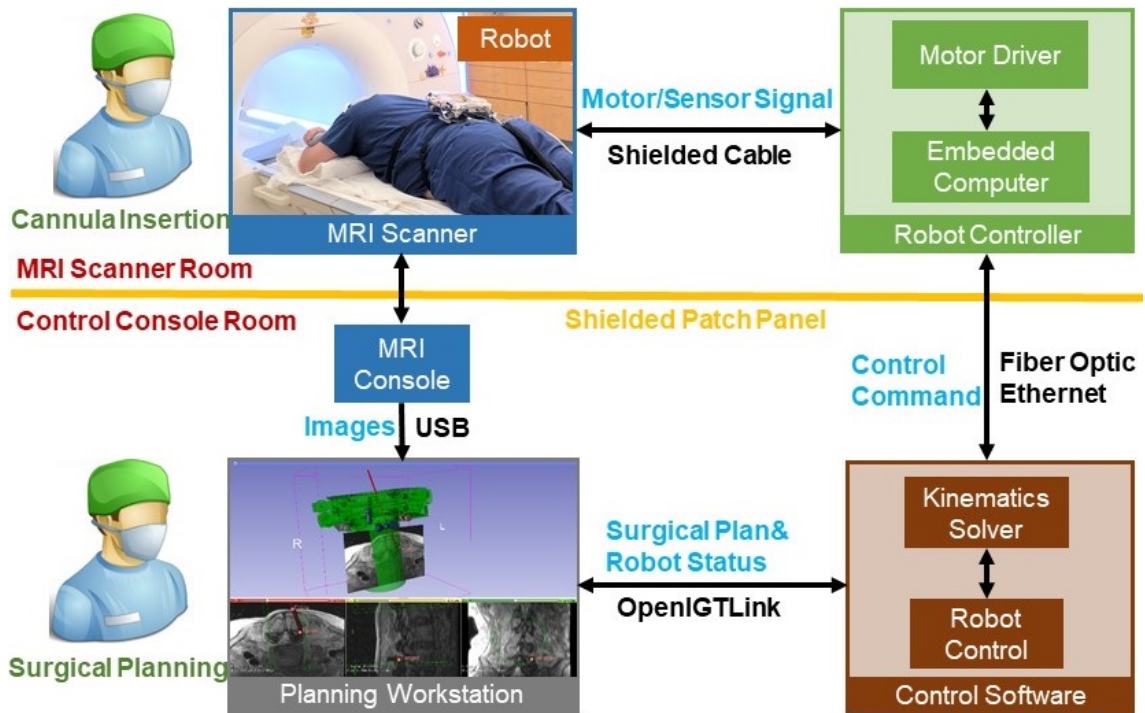 Robot
Cannula Insertion
MRI Scanner
Motor/Sensor Signal
Shielded Cable
Motor Driver
Embedded
Computer
Robot Controller
MRI Scanner Room
Control Console Room
Shielded Patch Panel
MRI
Console
Images
USB
Control
Command
Fiber Optic
Ethernet
R
L
Surgical Planning
Planning Workstation
Surgical Plan&
Robot Status
OpenIGTLink
Kinematics
Solver
Robot
Control
Control Software